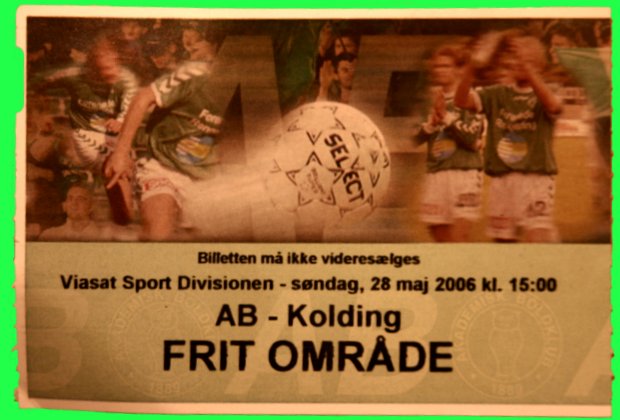 SELECT
Billetten må ikke videresælges
Viasat Sport Divisionen - søndag, 28 maj 2006 kl. 15:00
AB - Kolding
FRIT OMRÅDE